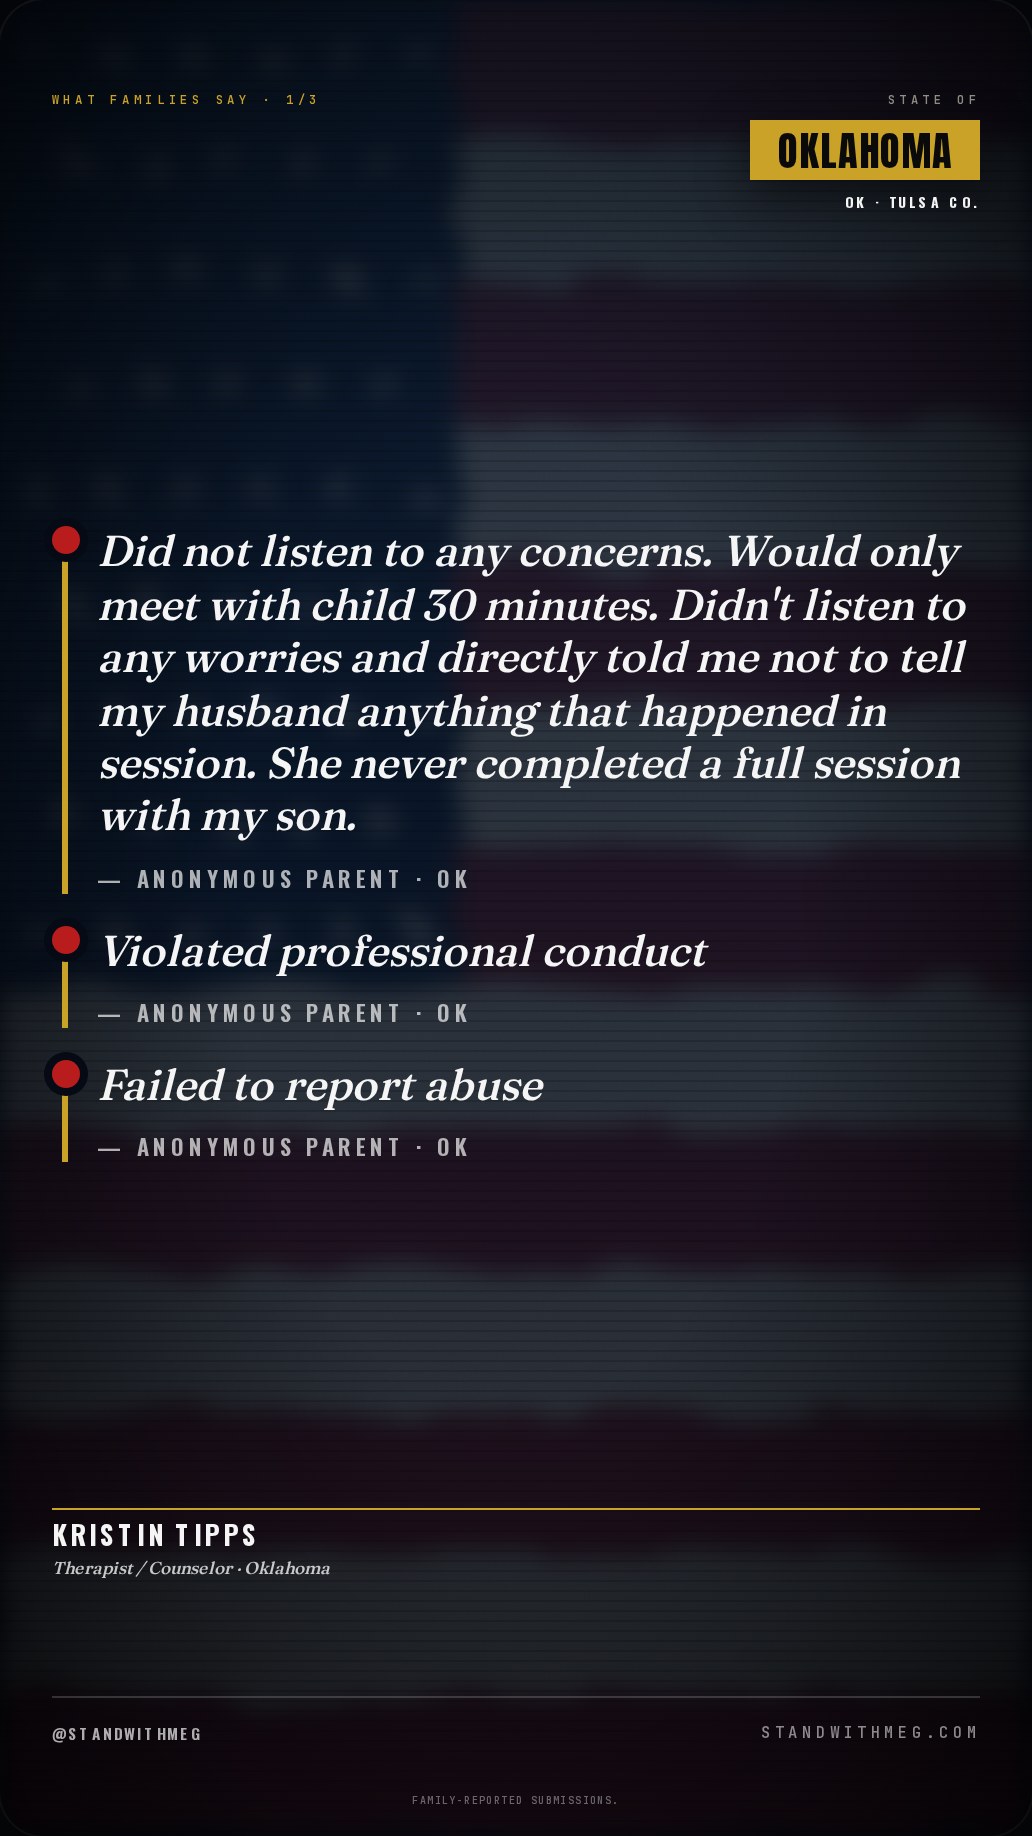 WHAT FAMILIES SAY · 1/3
STATE OF
OKLAHOMA
OK · TULSA CO.
Did not listen to any concerns. Would only
meet with child 30 minutes. Didn't listen to
any worries and directly told me not to tell
my husband anything that happened in
session. She never completed a full session
with my son.
— ANONYMOUS PARENT · OK
Violated professional conduct
— ANONYMOUS PARENT · OK
Failed to report abuse
— ANONYMOUS PARENT · OK
KRISTIN TIPPS
Therapist / Counselor · Oklahoma
@STANDWITHMEG
STANDWITHMEG.COM
FAMILY-REPORTED SUBMISSIONS.